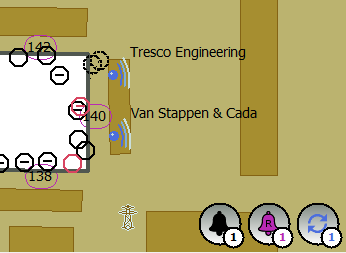 142
Tresco Engineering
140
Van Stappen & Cada
138
R
1
1
1